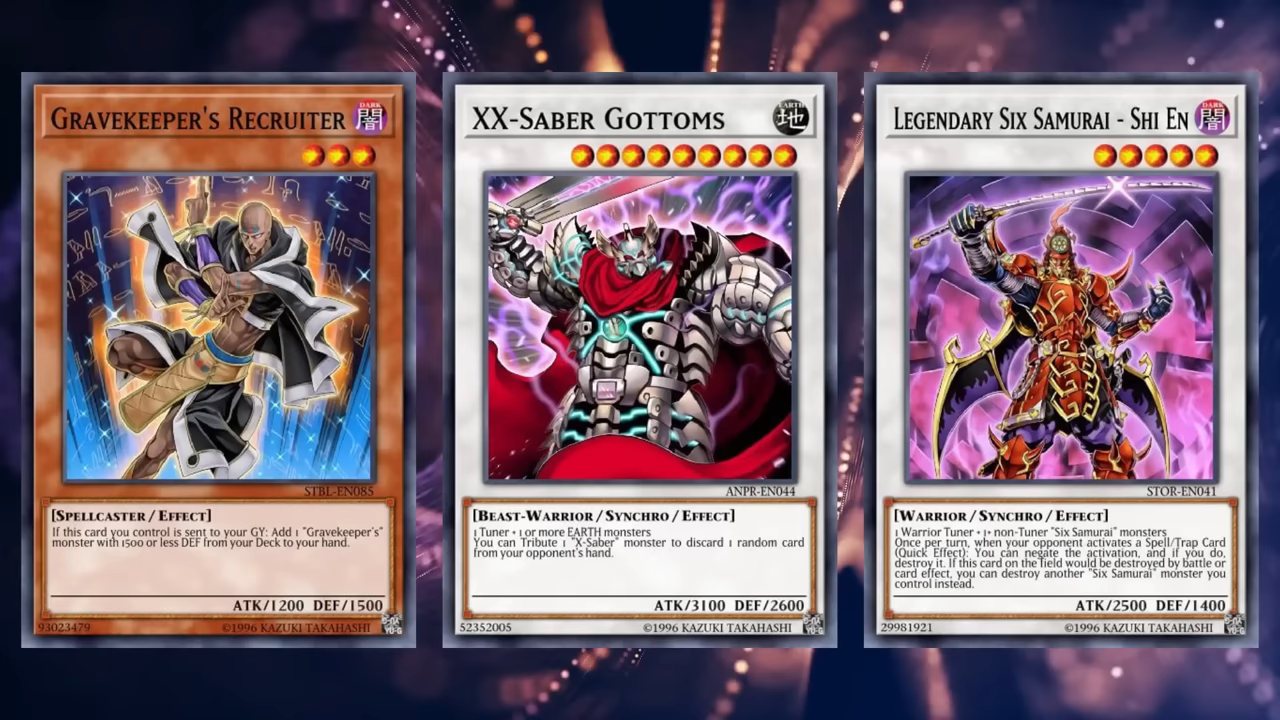 GRAVEKEEPER'S RECRUITER
DARK
闇
STBL-EN085
[SPELLCASTER / EFFECT]
If this card you control is sent to your GY: Add 1 "Gravekeeper's"
monster with 1500 or less DEF from your Deck to your hand.
ATK/1200 DEF/1500
93023479
©1996 KAZUKI TAKAHASHI
XX-SABER GOTTOMS
EARTH
地
ANPR-EN044
[BEAST-WARRIOR / SYNCHRO / EFFECT]
1 Tuner + 1 or more EARTH monsters
You can Tribute 1 "X-Saber" monster to discard 1 random card
from your opponent's hand.
ATK/3100 DEF/2600
52352005
©1996 KAZUKI TAKAHASHI
LEGENDARY SIX SAMURAI - SHI EN
DARK
闇
STOR-EN041
[WARRIOR / SYNCHRO / EFFECT]
1 Warrior Tuner + 1+ non-Tuner "Six Samurai" monsters
Once per turn, when your opponent activates a Spell/Trap Card
(Quick Effect): You can negate the activation, and if you do,
destroy it. If this card on the field would be destroyed by battle or
card effect, you can destroy another "Six Samurai" monster you
control instead.
ATK/2500 DEF/1400
29981921
©1996 KAZUKI TAKAHASHI